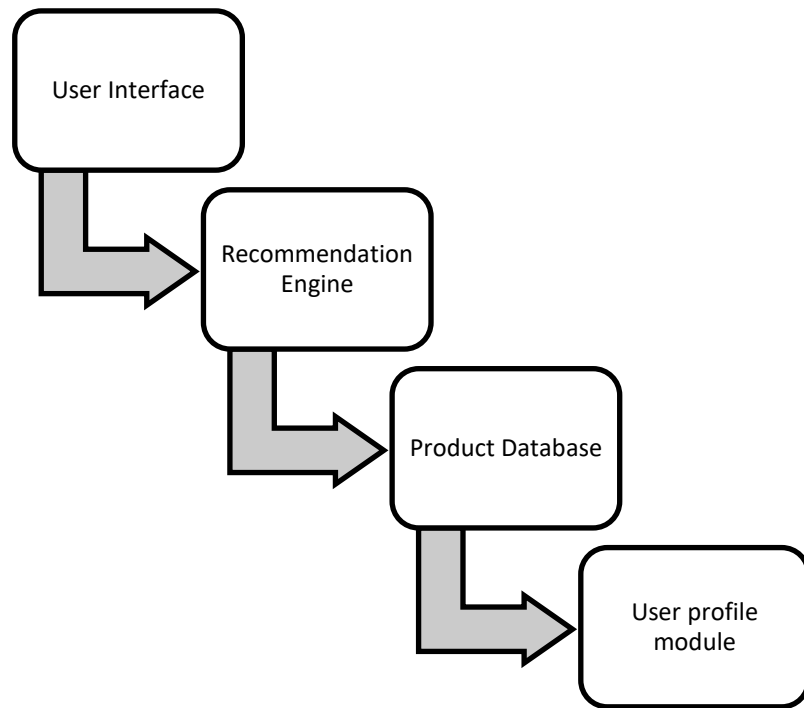 User Interface
Recommendation
Engine
Product Database
User profile
module